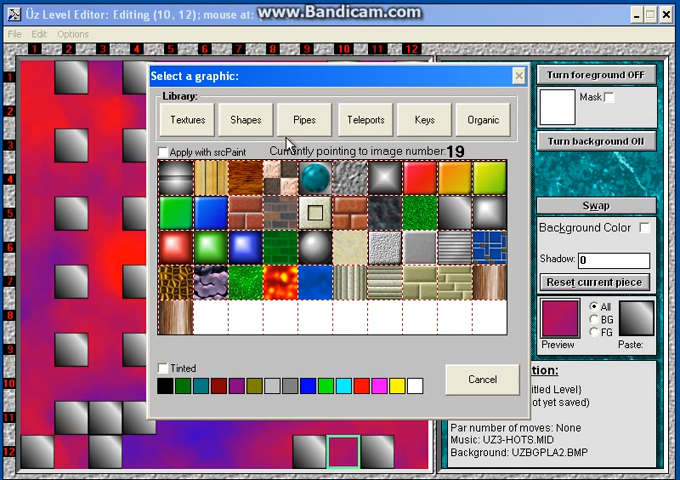 Üz Level Editor: Editing (10, 12); mouse at:
www.Bandicam.com
File Edit Options
1 2 3 4 5 6 7 8 9 10 11 12
1
2
3
4
5
6
7
8
9
10
11
12
Select a graphic:
Library:
Textures Shapes Pipes Teleports Keys Organic
Apply with srcPaint
Currently pointing to image number: 19
Tinted
Cancel
Turn foreground OFF
Mask
Turn background ON
Swap
Background Color
Shadow: 0
Reset current piece
All
BG
FG
Preview Paste:
tion:
itled Level)
ot yet saved)
Par number of moves: None
Music: UZ3-HOTS.MID
Background: UZBGPLA2.BMP